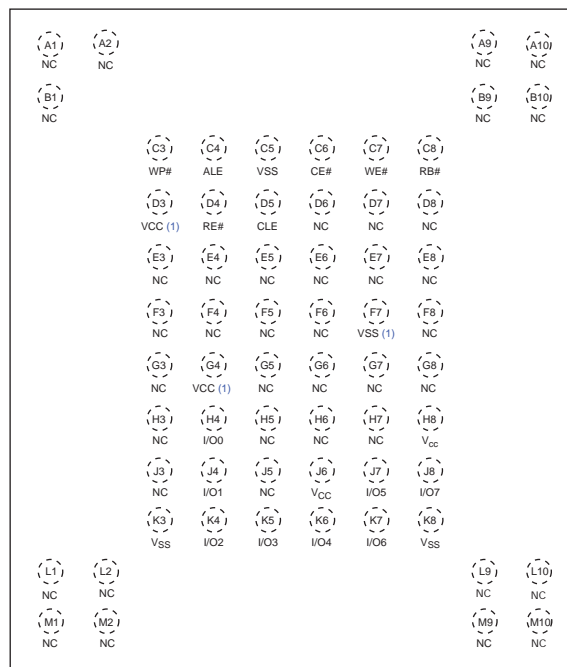 A1 A2 A9 A10
NC NC NC NC
B1 B9 B10
NC NC NC
C3 C4 C5 C6 C7 C8
WP# ALE VSS CE# WE# RB#
D3 D4 D5 D6 D7 D8
VCC (1) RE# CLE NC NC NC
E3 E4 E5 E6 E7 E8
NC NC NC NC NC NC
F3 F4 F5 F6 F7 F8
NC NC NC NC VSS (1) NC
G3 G4 G5 G6 G7 G8
NC VCC (1) NC NC NC NC
H3 H4 H5 H6 H7 H8
NC I/O0 NC NC NC Vcc
J3 J4 J5 J6 J7 J8
NC I/O1 NC VCC I/O5 I/O7
K3 K4 K5 K6 K7 K8
VSS I/O2 I/O3 I/O4 I/O6 VSS
L1 L2 L9 L10
NC NC NC NC
M1 M2 M9 M10
NC NC NC NC